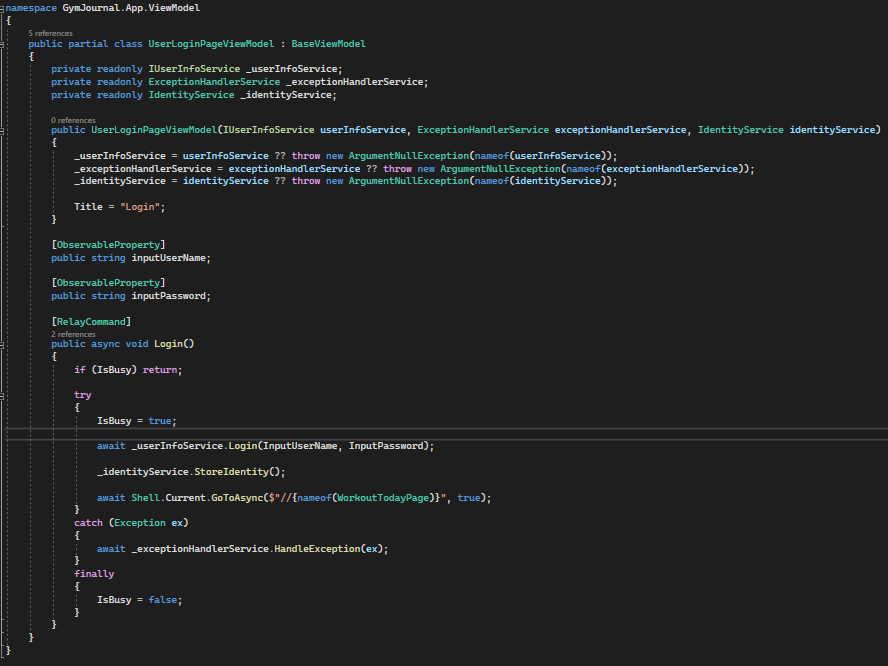 namespace GymJournal.App.ViewModel
{
5 references
public partial class UserLoginPageViewModel : BaseViewModel
{
private readonly IUserInfoService _userInfoService;
private readonly ExceptionHandlerService _exceptionHandlerService;
private readonly IdentityService _identityService;
0 references
public UserLoginPageViewModel(IUserInfoService userInfoService, ExceptionHandlerService exceptionHandlerService, IdentityService identityService)
{
_userInfoService = userInfoService ?? throw new ArgumentNullException(nameof(userInfoService));
_exceptionHandlerService = exceptionHandlerService ?? throw new ArgumentNullException(nameof(exceptionHandlerService));
_identityService = identityService ?? throw new ArgumentNullException(nameof(identityService));
Title = "Login";
}
[ObservableProperty]
public string inputUserName;
[ObservableProperty]
public string inputPassword;
[RelayCommand]
2 references
public async void Login()
{
if (IsBusy) return;
try
{
IsBusy = true;
await _userInfoService.Login(InputUserName, InputPassword);
_identityService.StoreIdentity();
await Shell.Current.GoToAsync($"//{nameof(WorkoutTodayPage)}", true);
}
catch (Exception ex)
{
await _exceptionHandlerService.HandleException(ex);
}
finally
{
IsBusy = false;
}
}
}
}